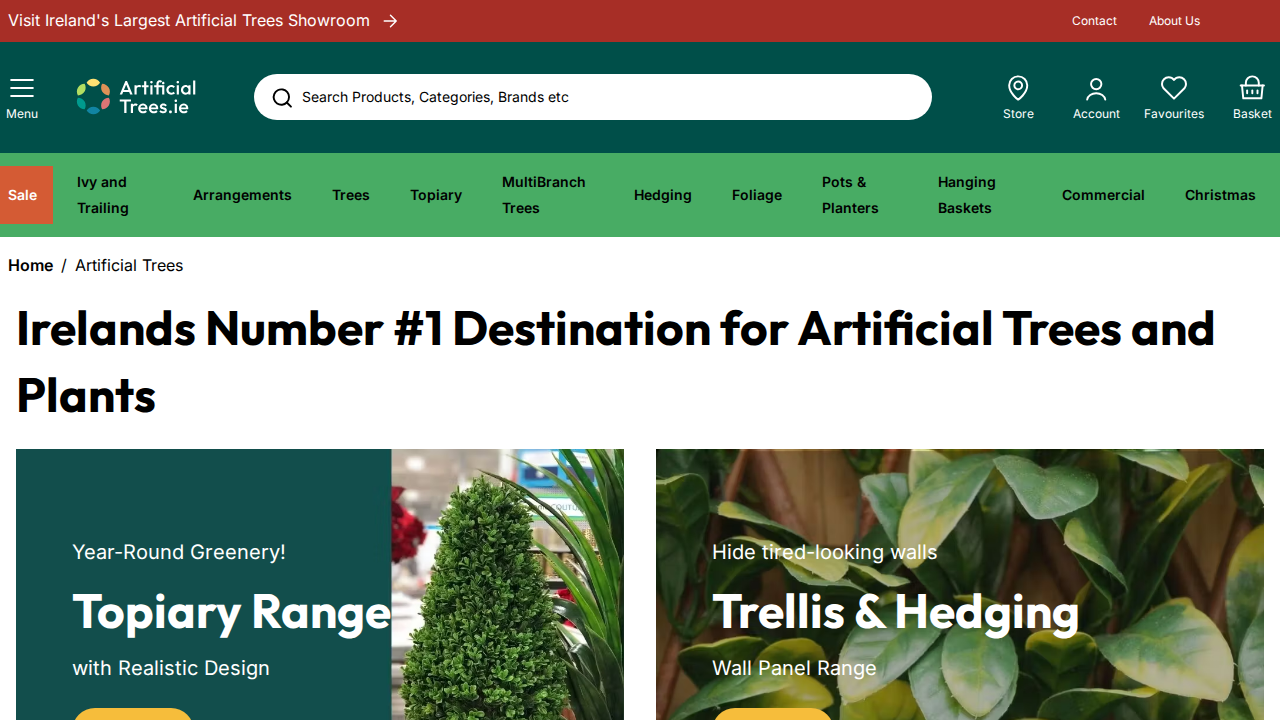 Visit Ireland's Largest Artificial Trees Showroom
Contact
About Us
Menu
Artificial
Trees.ie
Search Products, Categories, Brands etc
Store
Account
Favourites
Basket
Sale
Ivy and
Trailing
Arrangements
Trees
Topiary
MultiBranch
Trees
Hedging
Foliage
Pots &
Planters
Hanging
Baskets
Commercial
Christmas
Home / Artificial Trees
Irelands Number #1 Destination for Artificial Trees and
Plants
Year-Round Greenery!
Topiary Range
with Realistic Design
Hide tired-looking walls
Trellis & Hedging
Wall Panel Range